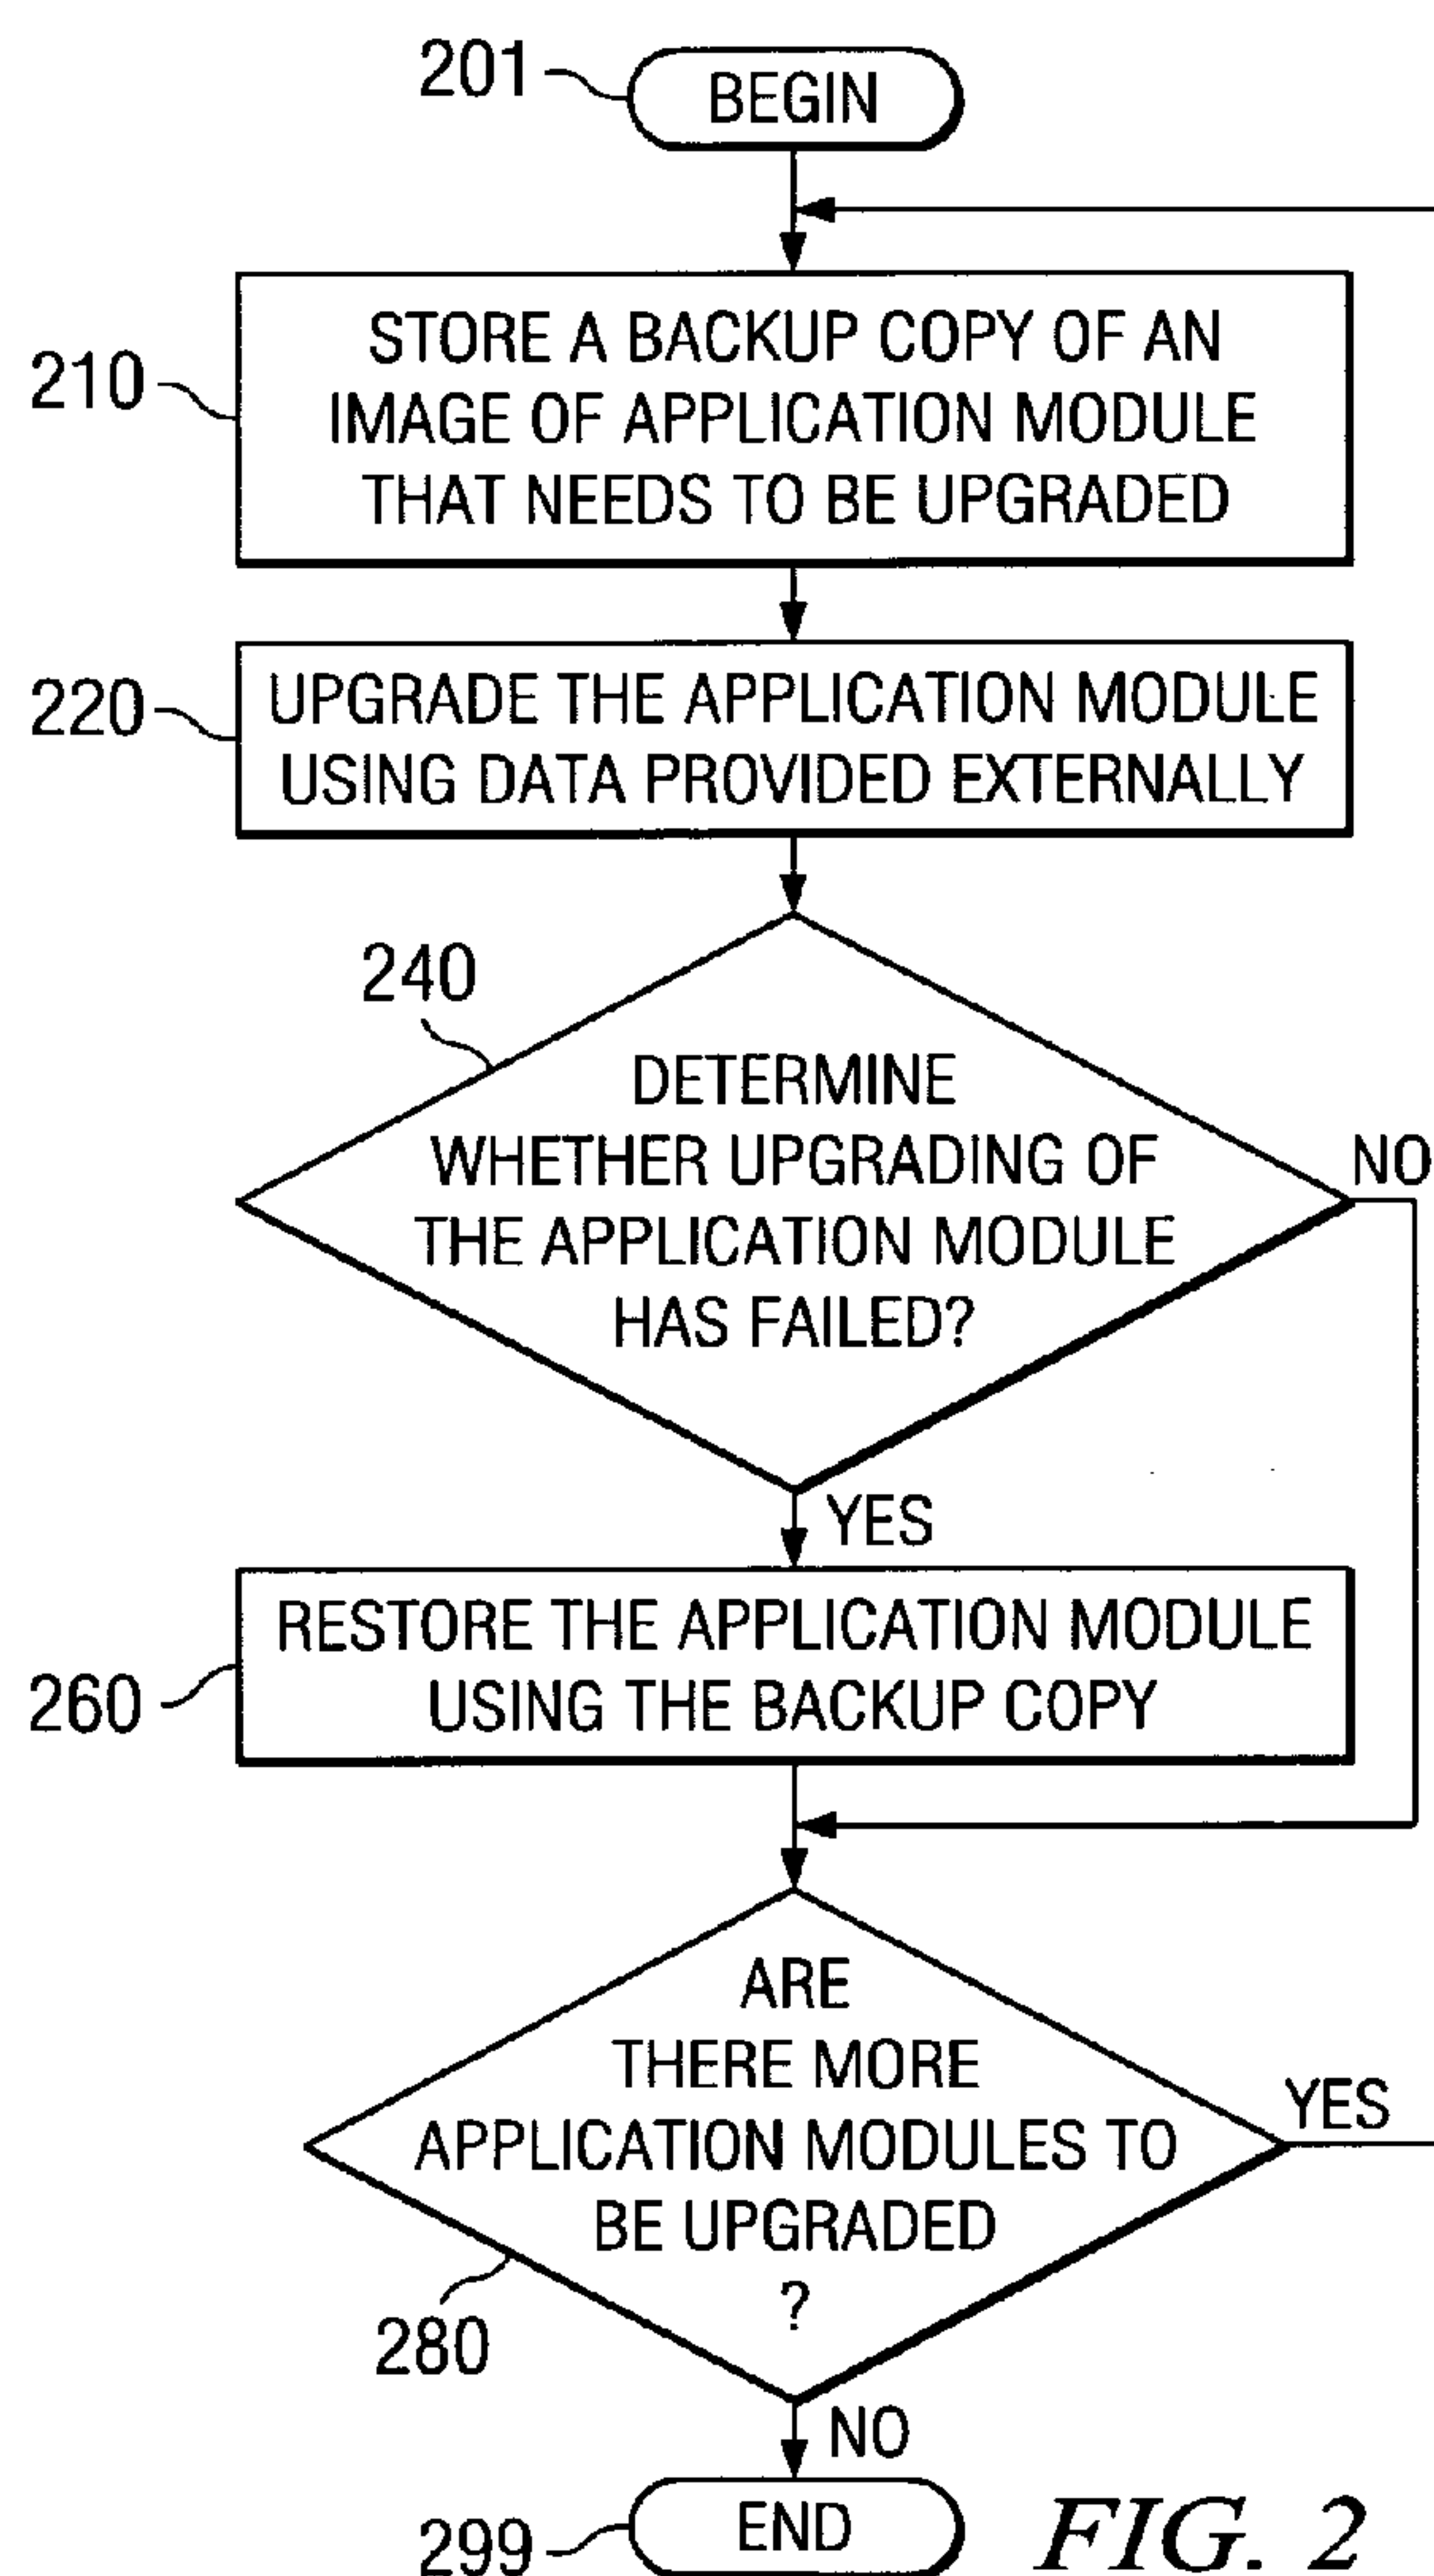 201
BEGIN
210
STORE A BACKUP COPY OF AN
IMAGE OF APPLICATION MODULE
THAT NEEDS TO BE UPGRADED
220
UPGRADE THE APPLICATION MODULE
USING DATA PROVIDED EXTERNALLY
240
DETERMINE
WHETHER UPGRADING OF
THE APPLICATION MODULE
HAS FAILED?
NO
YES
260
RESTORE THE APPLICATION MODULE
USING THE BACKUP COPY
ARE
THERE MORE
APPLICATION MODULES TO
BE UPGRADED
?
YES
280
NO
299
END
FIG. 2